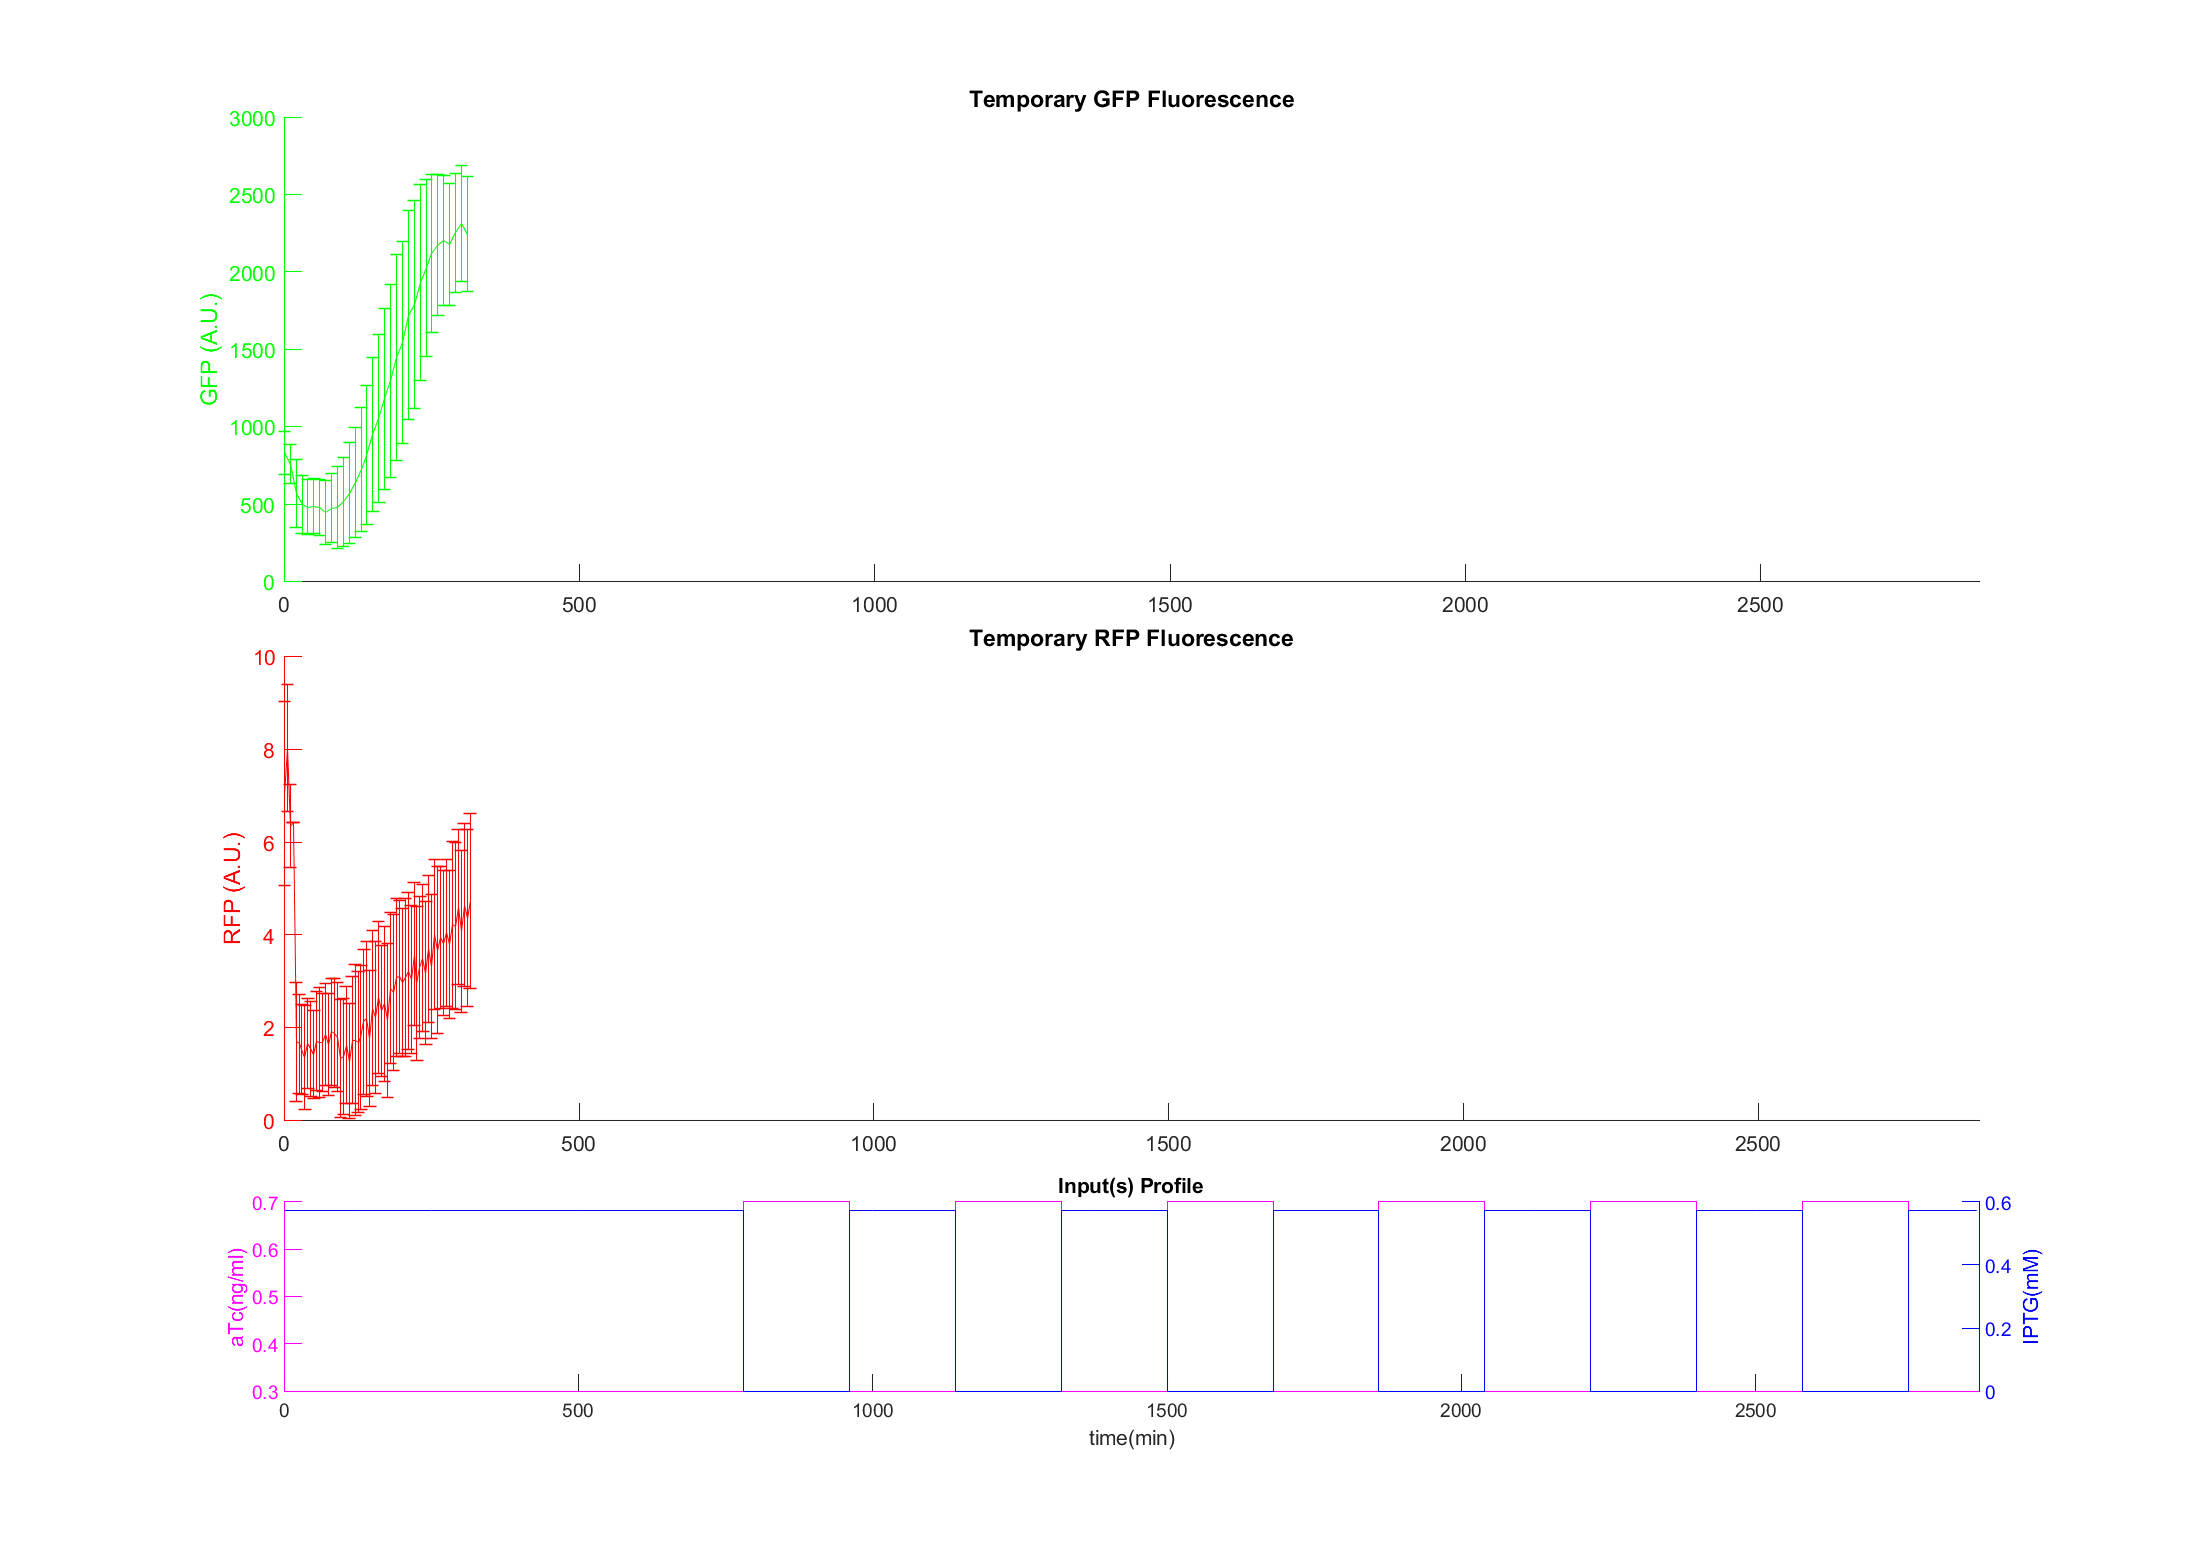 Temporary GFP Fluorescence
3000
2500
2000
1500
1000
500
0
GFP (A.U.)
0 500 1000 1500 2000 2500
Temporary RFP Fluorescence
10
8
6
4
2
0
RFP (A.U.)
0 500 1000 1500 2000 2500
Input(s) Profile
0.7
0.6
0.5
0.4
0.3
aTc(ng/ml)
0.6
0.4
0.2
0
IPTG(mM)
0 500 1000 1500 2000 2500
time(min)